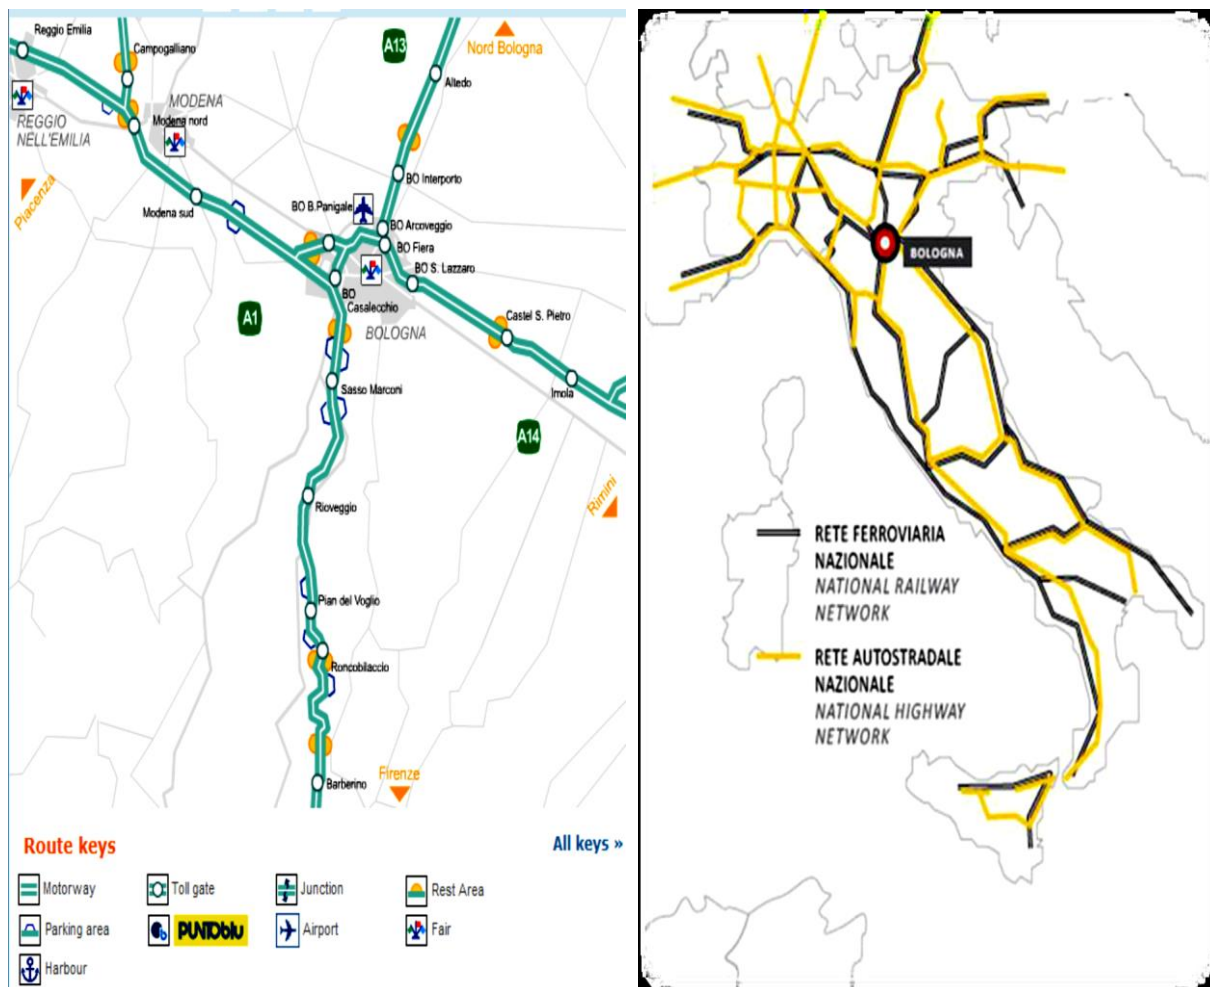 Reggio Emilia
Campogalliano
A13
Nord Bologna
Altedo
MODENA
Modena nord
REGGIO
NELL'EMILIA
Piacenza
Modena sud
BO Interporto
BO B.Panigale
BO Arcoveggio
BO Fiera
BO S. Lazzaro
BO
Casalecchio
A1
BOLOGNA
Castel S. Pietro
Sasso Marconi
Imola
A14
Rimini
Rioveggio
Pian del Voglio
Roncobilaccio
Firenze
Barberino
Route keys
All keys »
Motorway
Toll gate
Junction
Rest Area
Parking area
PUNTOblu
Airport
Fair
Harbour
BOLOGNA
RETE FERROVIARIA
NAZIONALE
NATIONAL RAILWAY
NETWORK
RETE AUTOSTRADALE
NAZIONALE
NATIONAL HIGHWAY
NETWORK